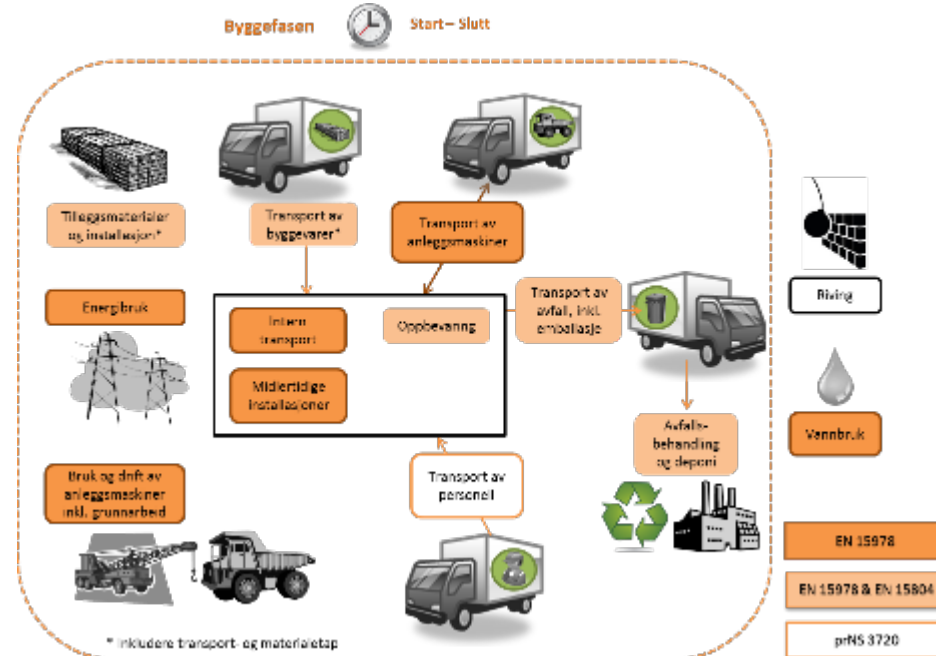 Byggefasen
Start – Slutt
Tilleggsmaterialer
og installasjon*
Transport av
byggevarer*
Transport av
anleggsmaskiner
Energibruk
Intern
transport
Oppbevaring
Midlertidige
installasjoner
Transport av
avfall, inkl.
emballasje
Riving
Vannbruk
Avfalls-
behandling
og deponi
Bruk og drift av
anleggsmaskiner
inkl. grunnarbeid
Transport av
personell
* Inkludere transport- og materialetap
EN 15978
EN 15978 & EN 15804
prNS 3720